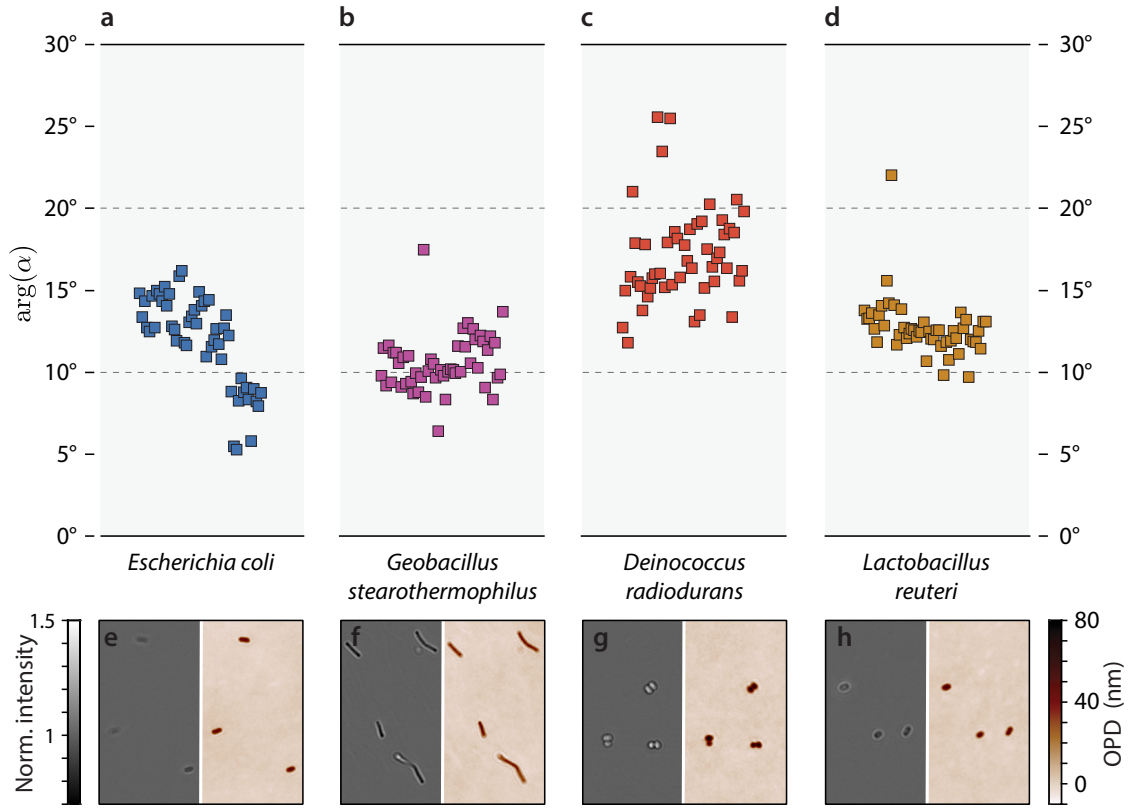 a
b
c
d
30°
25°
20°
15°
10°
5°
0°
arg(α)
30°
25°
20°
15°
10°
5°
0°
Escherichia coli
Geobacillus
stearothermophilus
Deinococcus
radiodurans
Lactobacillus
reuteri
1.5
1
Norm. intensity
e
f
g
h
80
40
0
OPD (nm)